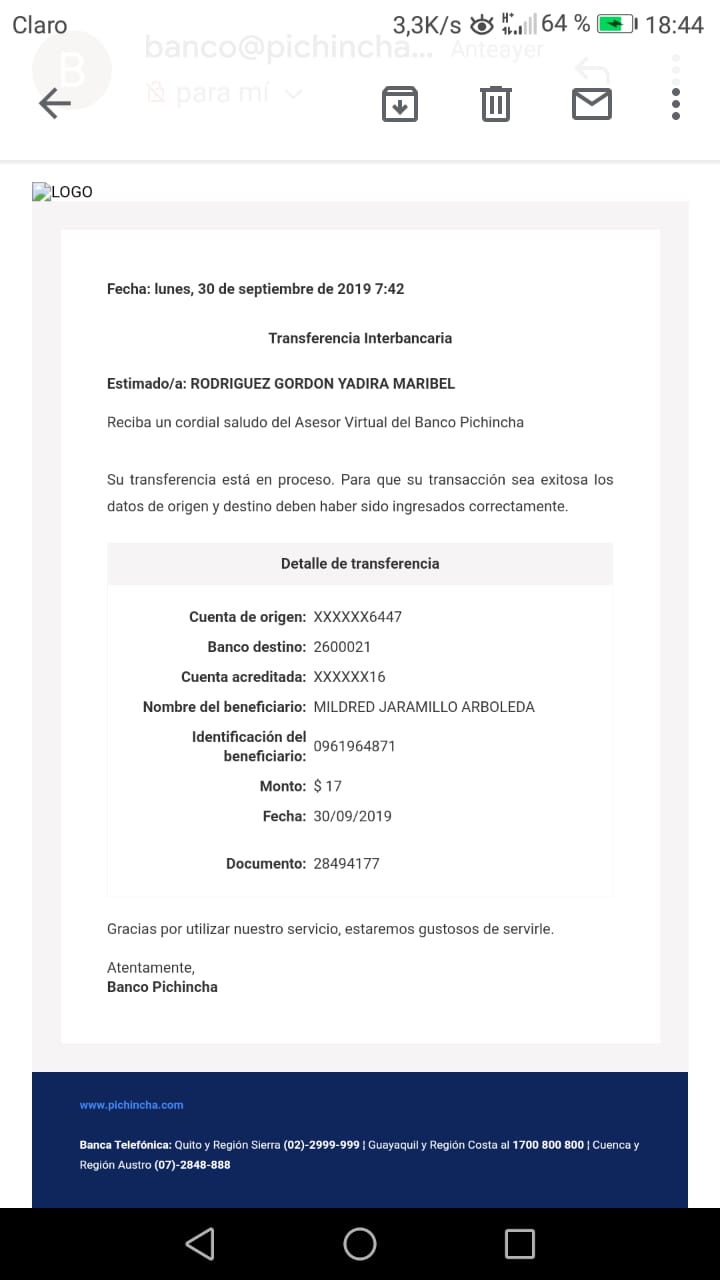 Claro 3,3K/s H+ 64 % 18:44
B banco@pichincha... Anteayer
para mí
LOGO
Fecha: lunes, 30 de septiembre de 2019 7:42
Transferencia Interbancaria
Estimado/a: RODRIGUEZ GORDON YADIRA MARIBEL
Reciba un cordial saludo del Asesor Virtual del Banco Pichincha
Su transferencia está en proceso. Para que su transacción sea exitosa los
datos de origen y destino deben haber sido ingresados correctamente.
Detalle de transferencia
Cuenta de origen: XXXXXX6447
Banco destino: 2600021
Cuenta acreditada: XXXXXX16
Nombre del beneficiario: MILDRED JARAMILLO ARBOLEDA
Identificación del
beneficiario: 0961964871
Monto: $ 17
Fecha: 30/09/2019
Documento: 28494177
Gracias por utilizar nuestro servicio, estaremos gustosos de servirle.
Atentamente,
Banco Pichincha
www.pichincha.com
Banca Telefónica: Quito y Región Sierra (02)-2999-999 | Guayaquil y Región Costa al 1700 800 800 | Cuenca y
Región Austro (07)-2848-888